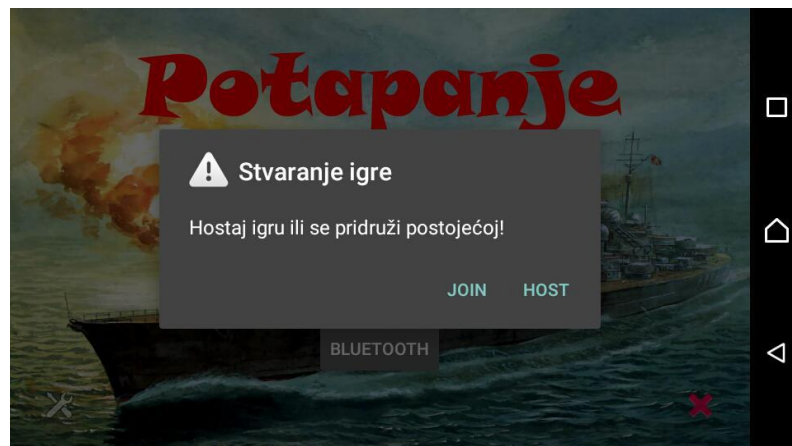 Potapanje
Stvaranje igre
Hostaj igru ili se pridruži postojećoj!
JOIN HOST
BLUETOOTH